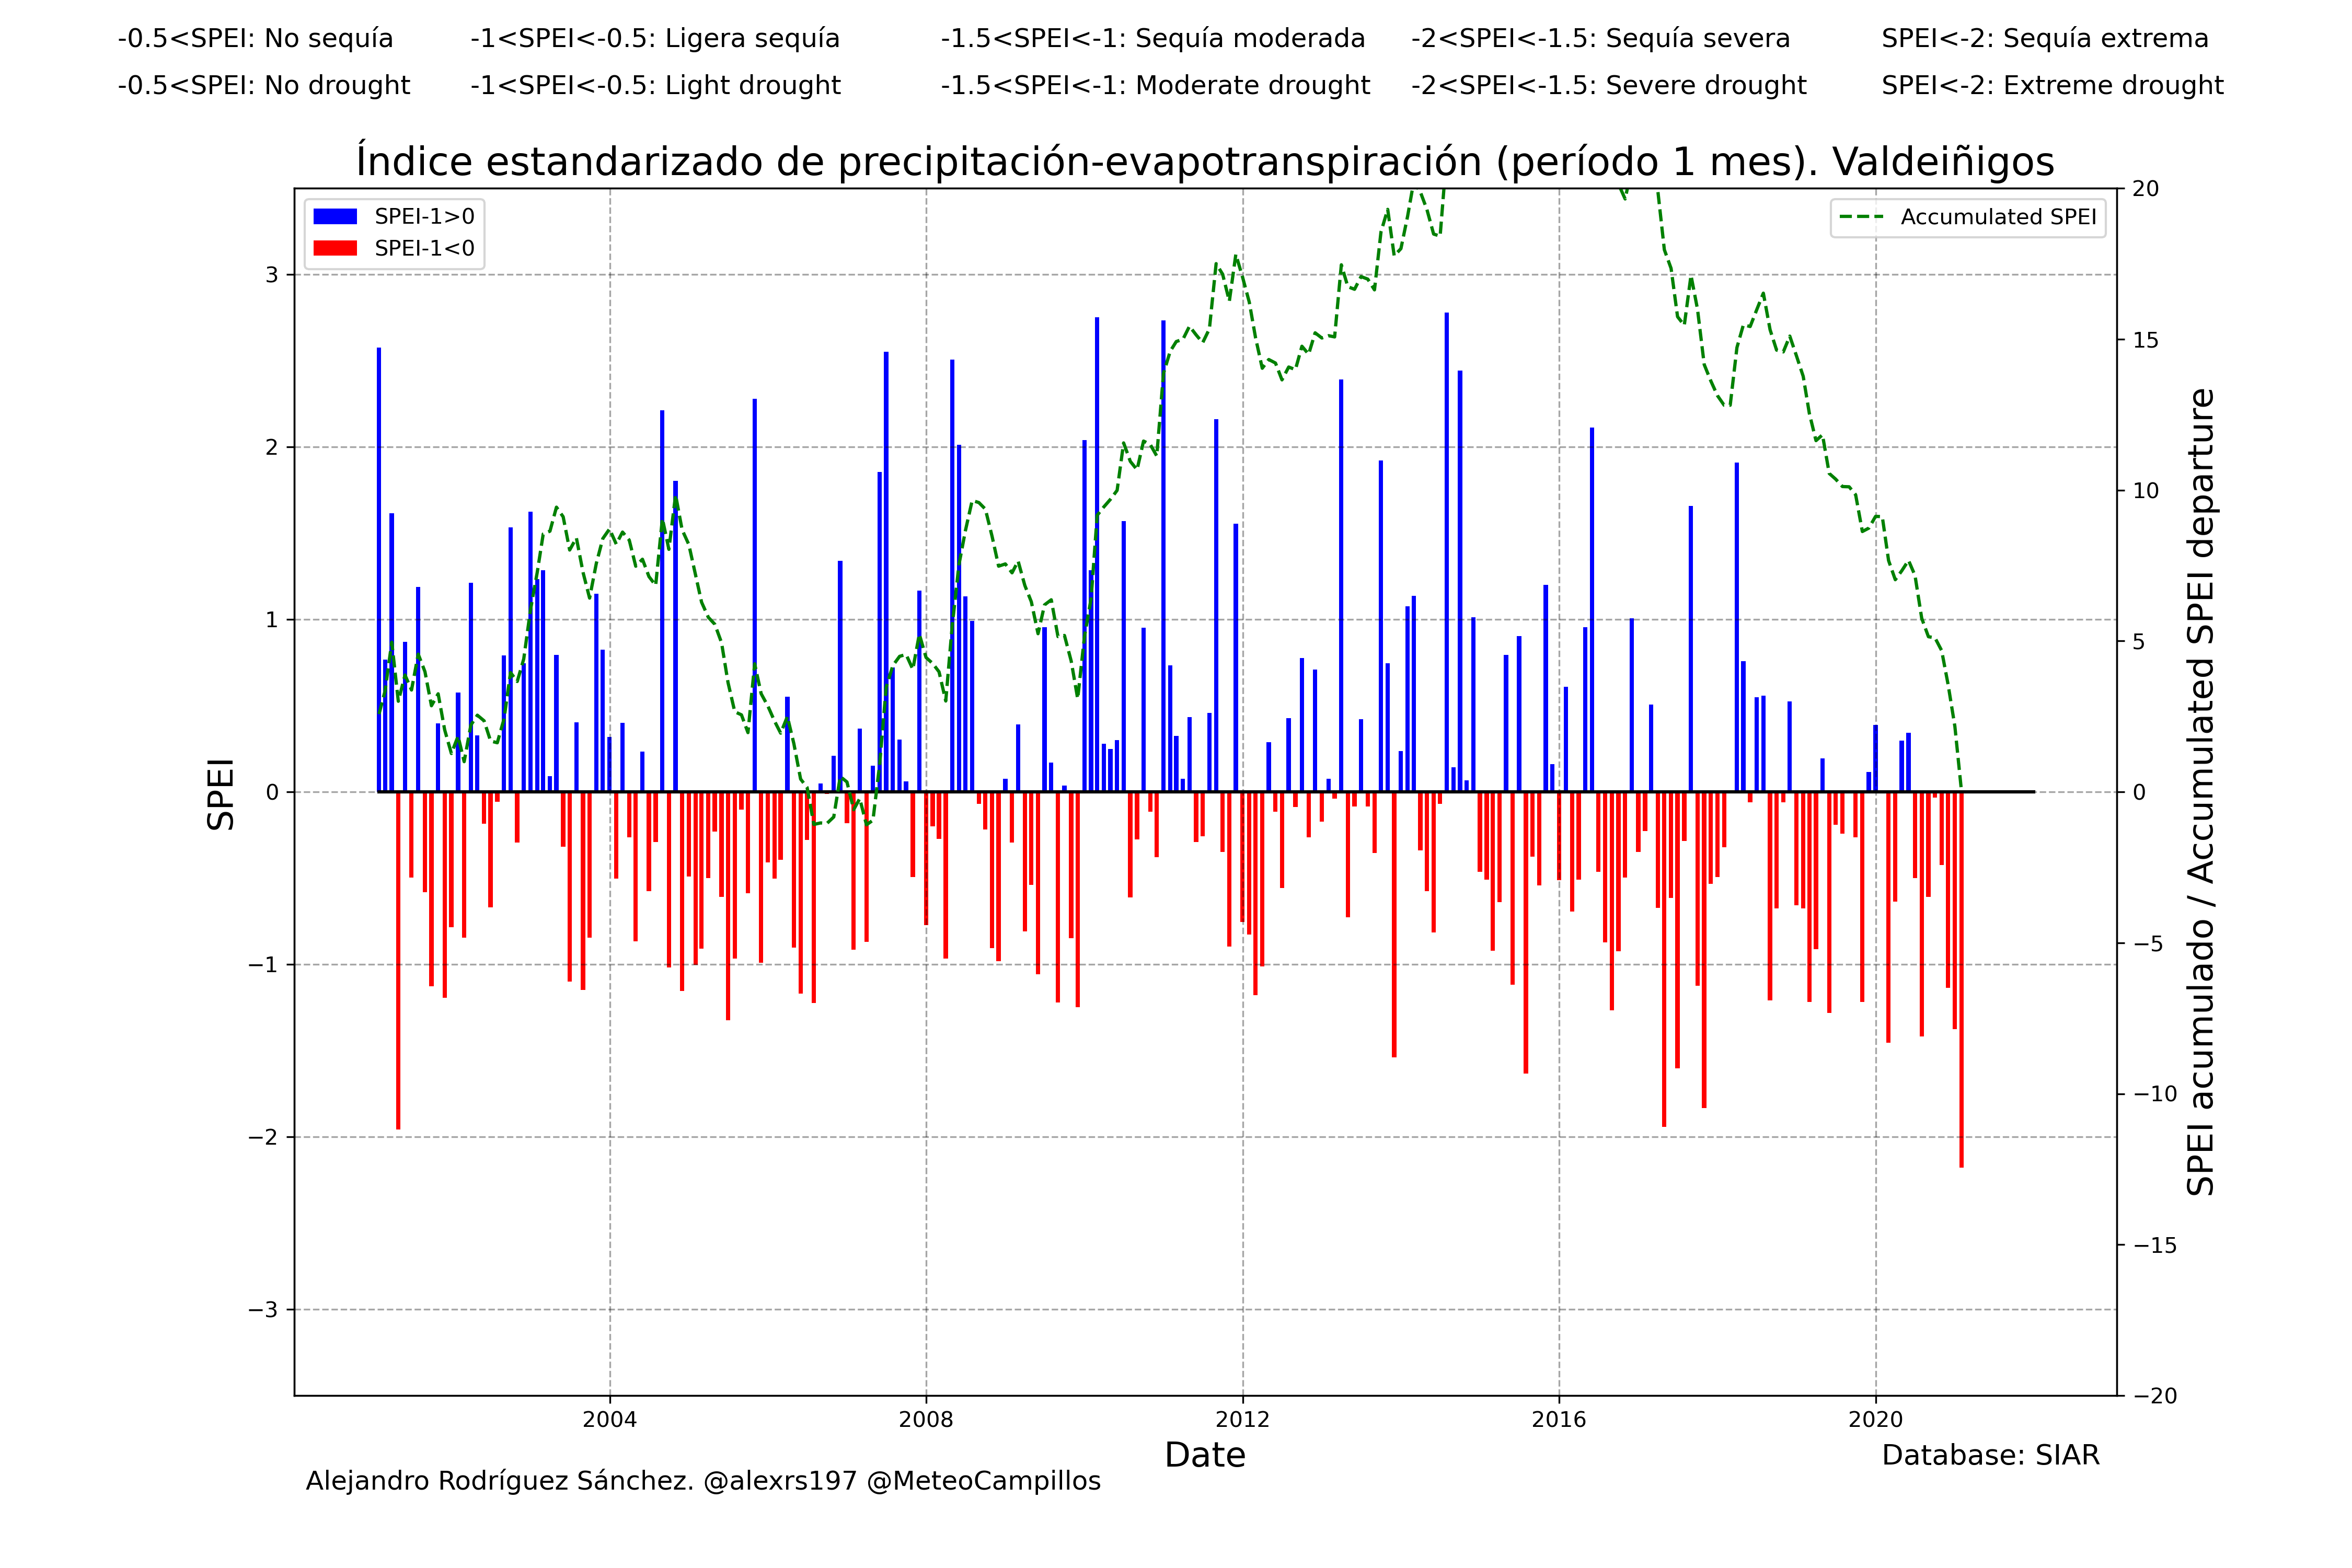 -0.5<SPEI: No sequía
-1<SPEI<-0.5: Ligera sequía
-1.5<SPEI<-1: Sequía moderada
-2<SPEI<-1.5: Sequía severa
SPEI<-2: Sequía extrema
-0.5<SPEI: No drought
-1<SPEI<-0.5: Light drought
-1.5<SPEI<-1: Moderate drought
-2<SPEI<-1.5: Severe drought
SPEI<-2: Extreme drought
Índice estandarizado de precipitación-evapotranspiración (período 1 mes). Valdeiñigos
SPEI-1>0
SPEI-1<0
Accumulated SPEI
SPEI
3
2
1
0
−1
−2
−3
20
15
10
5
0
−5
−10
−15
−20
SPEI acumulado / Accumulated SPEI departure
2004
2008
2012
2016
2020
Date
Database: SIAR
Alejandro Rodríguez Sánchez. @alexrs197 @MeteoCampillos